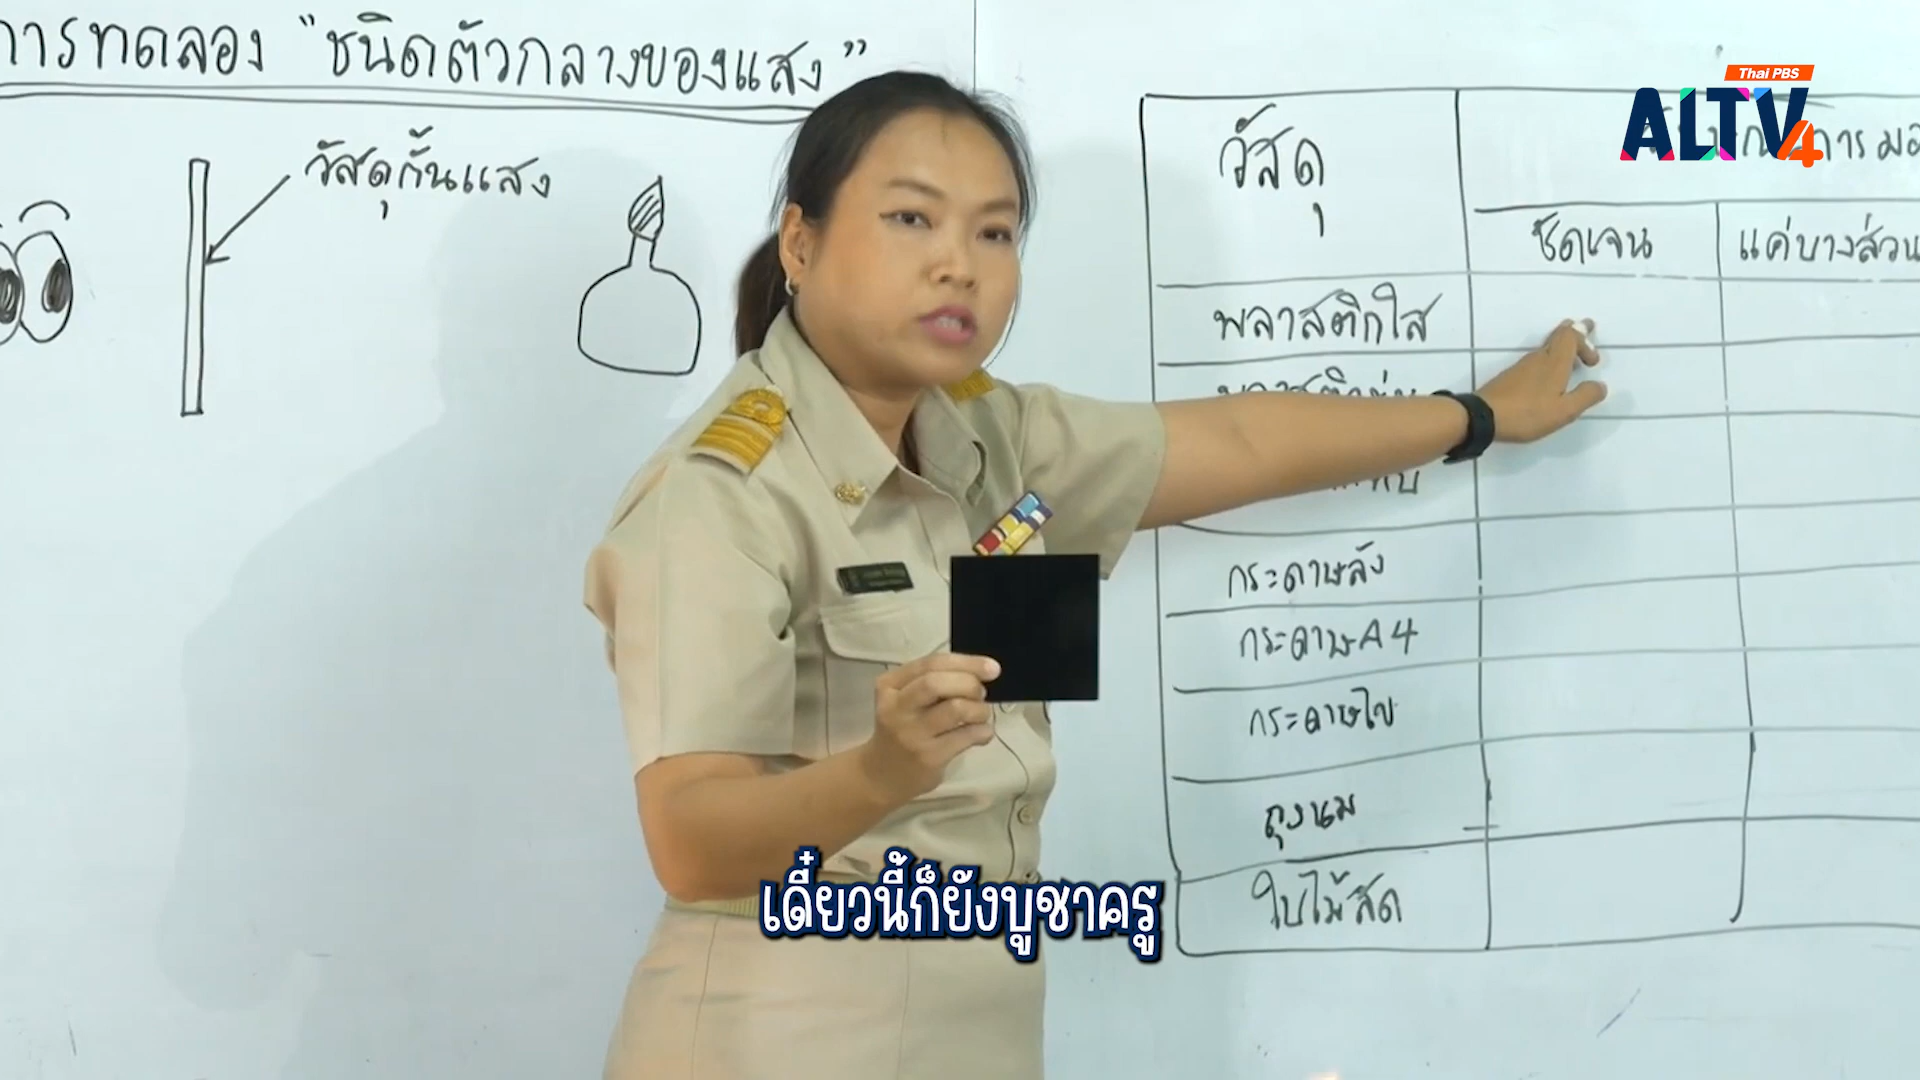 การทดลอง "ชนิดตัวกลางของแสง"
วัสดุกั้นแสง
Thai PBS
ALTV4
วัสดุ
การมอ
ชัดเจน
แค่บางส่วน
พลาสติกใส
กระดาษลัง
กระดาษA4
กระดาษไข
ถุงนม
ใบไม้สด
เดี๋ยวนี้ก็ยังบูชาครู